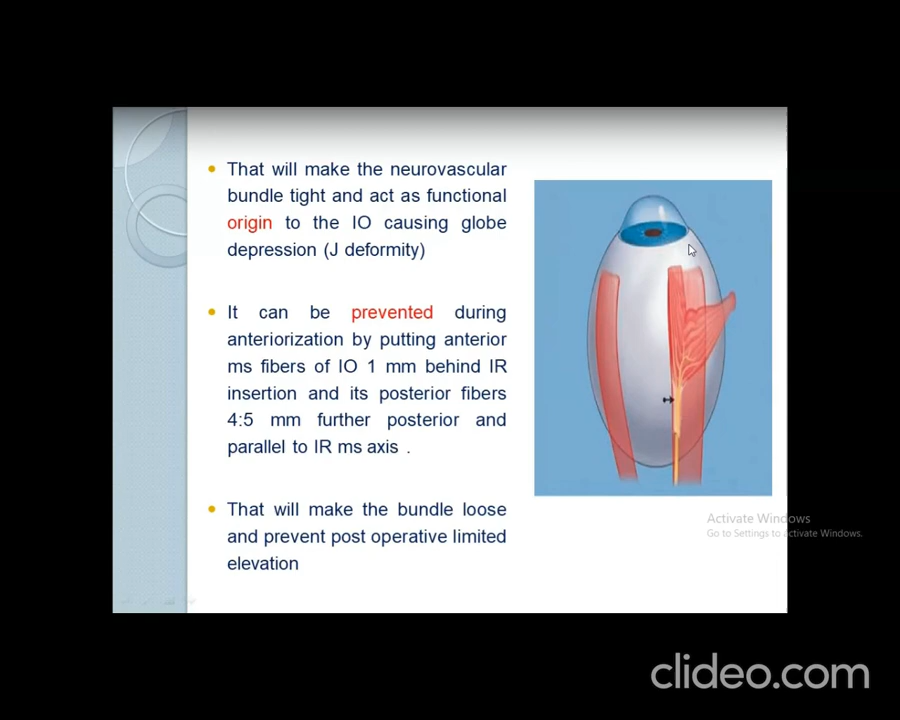 That will make the neurovascular
bundle tight and act as functional
origin to the IO causing globe
depression (J deformity)
It can be prevented during
anteriorization by putting anterior
ms fibers of IO 1 mm behind IR
insertion and its posterior fibers
4:5 mm further posterior and
parallel to IR ms axis .
That will make the bundle loose
and prevent post operative limited
elevation
Activate Windows
Go to Settings to activate Windows.
clideo.com